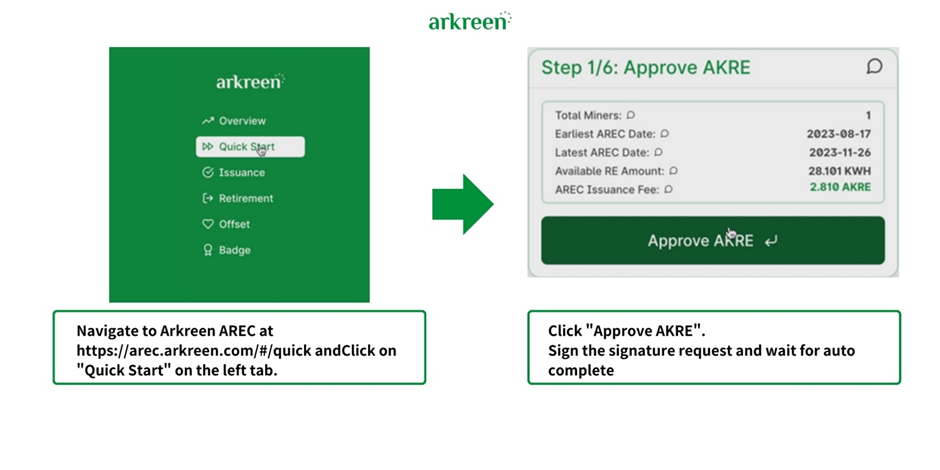 arkreen
arkreen
Overview
Quick Start
Issuance
Retirement
Offset
Badge
Step 1/6: Approve AKRE
Total Miners: 1
Earliest AREC Date: 2023-08-17
Latest AREC Date: 2023-11-26
Available RE Amount: 28.101 KWH
AREC Issuance Fee: 2.810 AKRE
Approve AKRE
Navigate to Arkreen AREC at
https://arec.arkreen.com/#/quick andClick on
"Quick Start" on the left tab.
Click "Approve AKRE".
Sign the signature request and wait for auto
complete